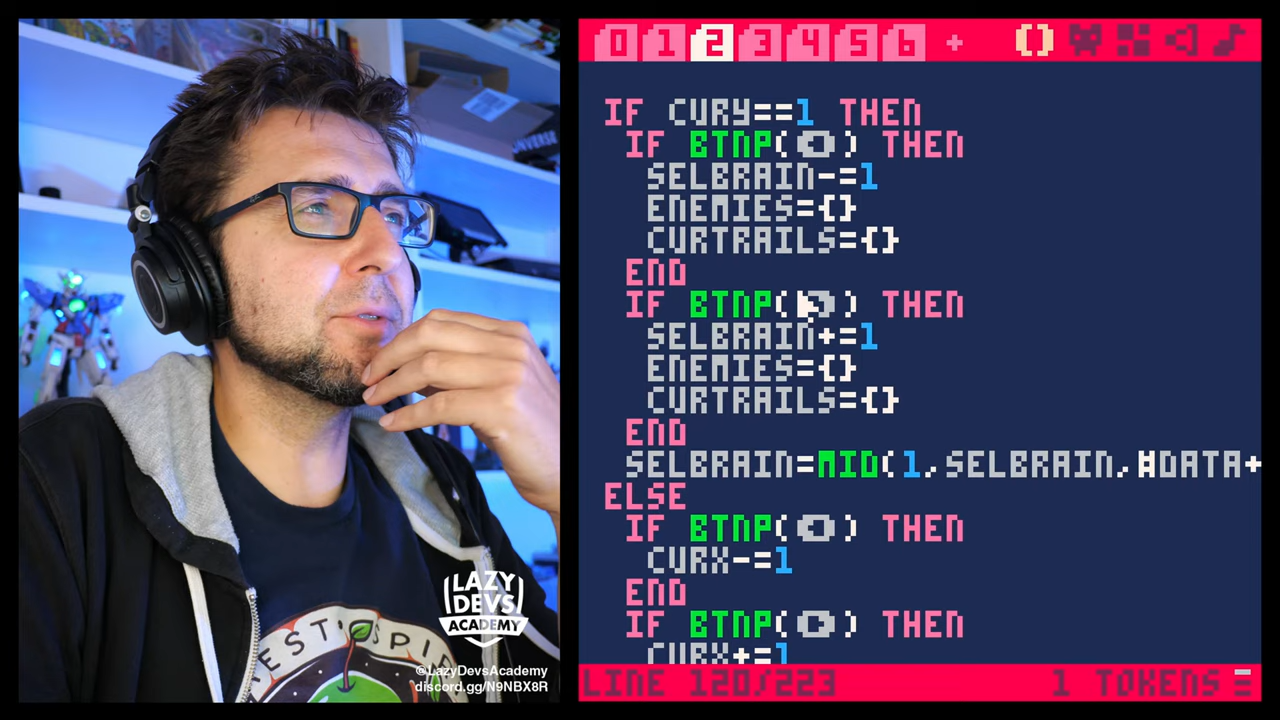 0 1 2 3 4 5 6 +
IF CURY==1 THEN
IF BTNP(⬅️) THEN
SELBRAIN-=1
ENEMIES={}
CURTRAILS={}
END
IF BTNP(➡️) THEN
SELBRAIN+=1
ENEMIES={}
CURTRAILS={}
END
SELBRAIN=MID(1,SELBRAIN,#DATA+
ELSE
IF BTNP(⬅️) THEN
CURX-=1
END
IF BTNP(➡️) THEN
CURX+=1
LINE 120/223 1 TOKENS
LAZY
DEVS
ACADEMY
@LazyDevsAcademy
discord.gg/N9NBX8R